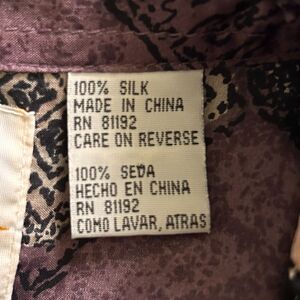 100% SILK
MADE IN CHINA
RN 81192
CARE ON REVERSE
100% SEDA
HECHO EN CHINA
RN 81192
COMO LAVAR, ATRAS